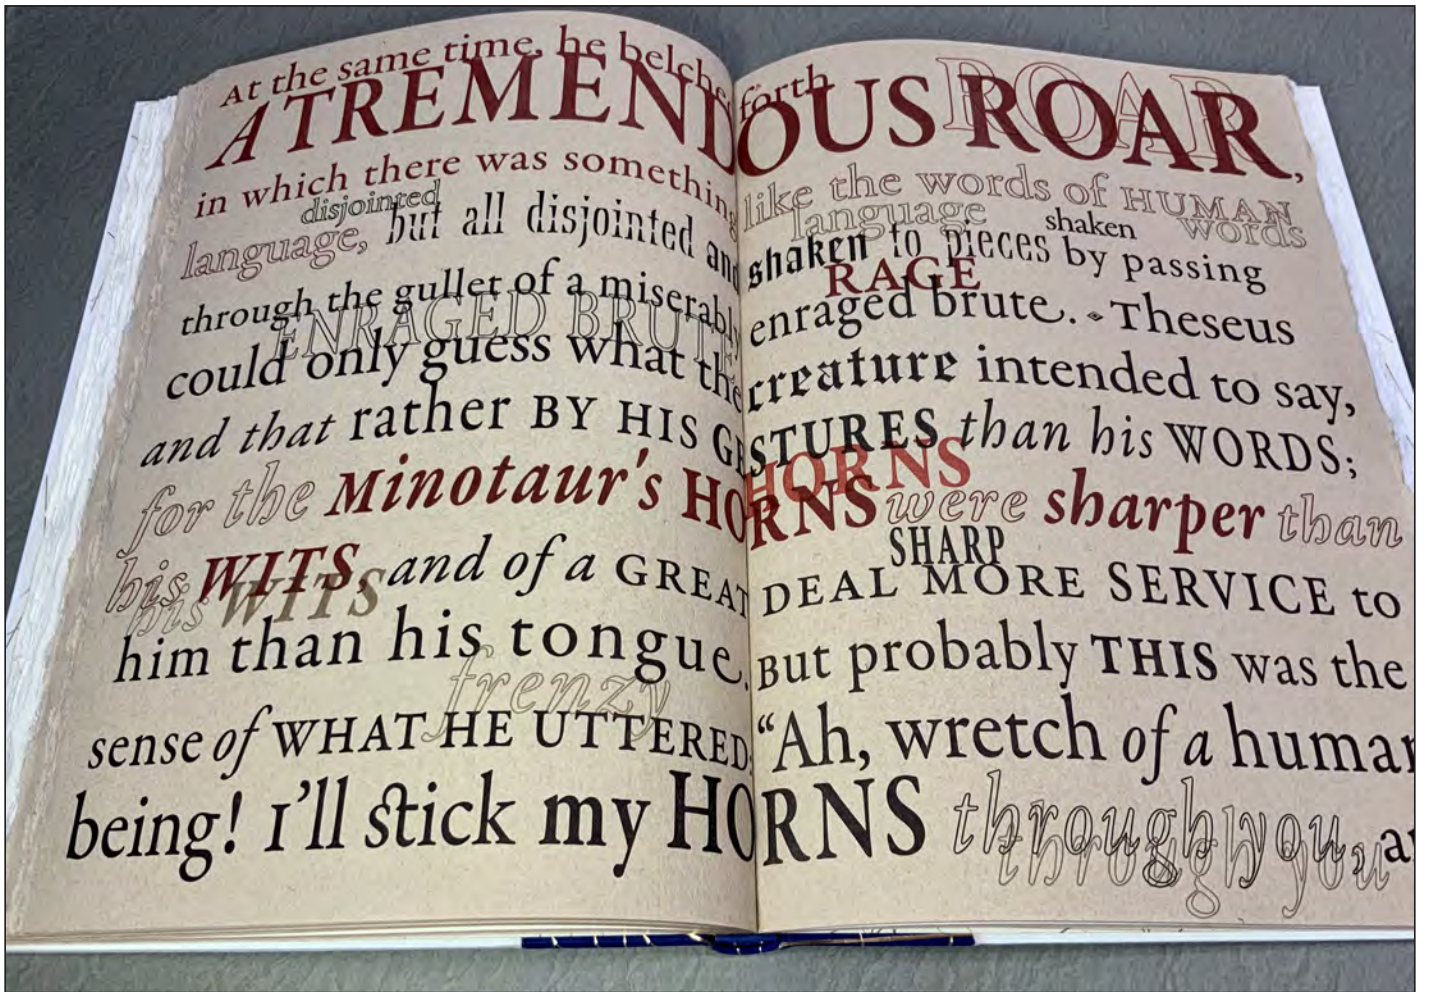 At the same time, he belched forth
A TREMENDOUS ROAR,
ROAR
in which there was something like the words of HUMAN
disjointed
language
shaken
words
language, but all disjointed and shaken to pieces by passing
RAGE
through the gullet of a miserably enraged brute. Theseus
ENRAGED BRUTE
could only guess what the creature intended to say,
and that rather BY HIS GESTURES than his WORDS;
HORNS
for the Minotaur's HORNS were sharper than
SHARP
his WITS, and of a GREAT DEAL MORE SERVICE to
his WITS
him than his tongue. But probably THIS was the
frenzy
sense of WHAT HE UTTERED: “Ah, wretch of a human
being! I’ll stick my HORNS through you, a
through you